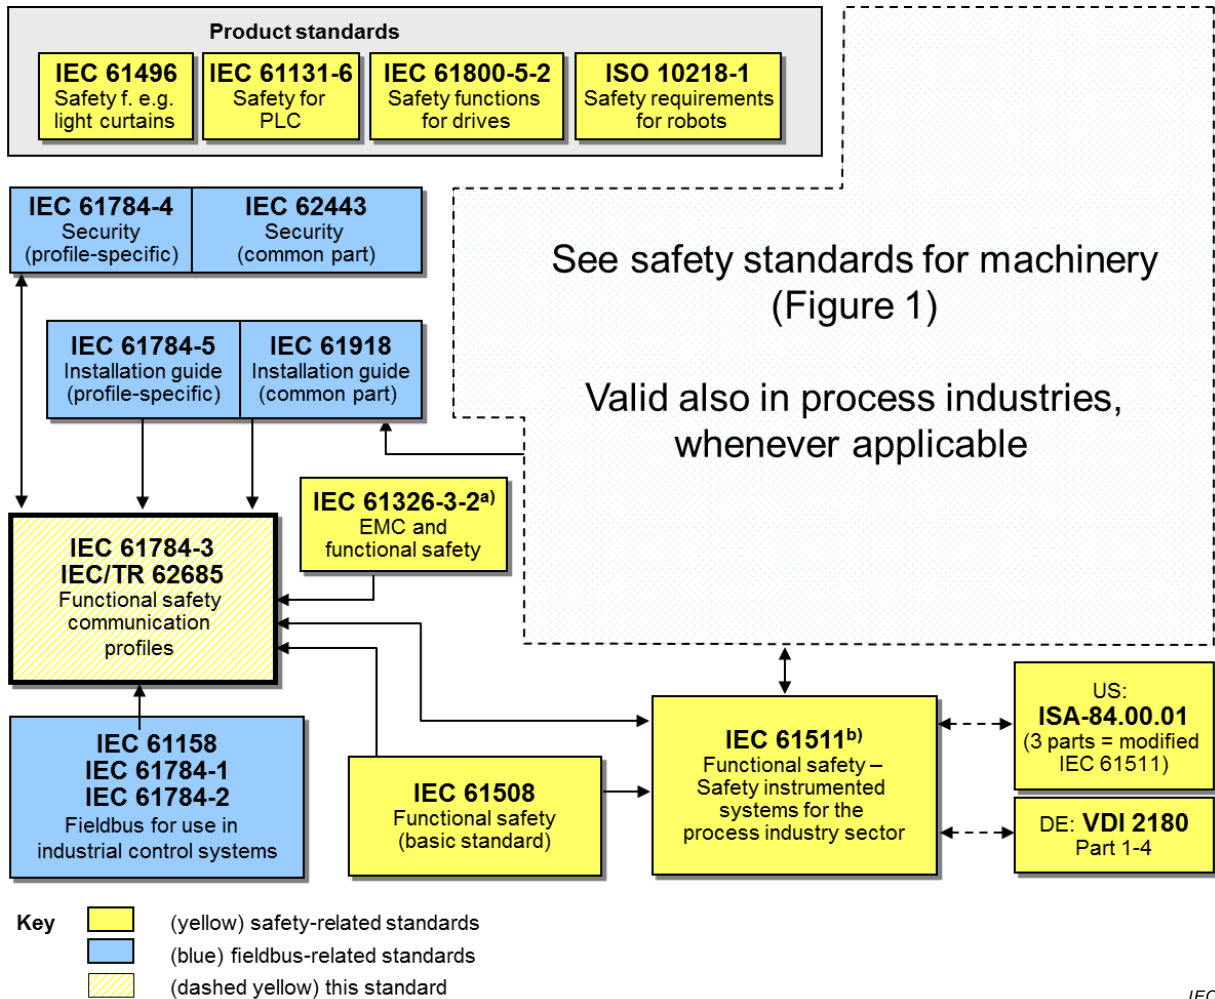 Product standards
IEC 61496
Safety f. e.g.
light curtains
IEC 61131-6
Safety for
PLC
IEC 61800-5-2
Safety functions
for drives
ISO 10218-1
Safety requirements
for robots
IEC 61784-4
Security
(profile-specific)
IEC 62443
Security
(common part)
See safety standards for machinery
(Figure 1)
Valid also in process industries,
whenever applicable
IEC 61784-5
Installation guide
(profile-specific)
IEC 61918
Installation guide
(common part)
IEC 61326-3-2a)
EMC and
functional safety
IEC 61784-3
IEC/TR 62685
Functional safety
communication
profiles
IEC 61158
IEC 61784-1
IEC 61784-2
Fieldbus for use in
industrial control systems
IEC 61508
Functional safety
(basic standard)
IEC 61511b)
Functional safety –
Safety instrumented
systems for the
process industry sector
US:
ISA-84.00.01
(3 parts = modified
IEC 61511)
DE: VDI 2180
Part 1-4
Key
(yellow) safety-related standards
(blue) fieldbus-related standards
(dashed yellow) this standard
IEC